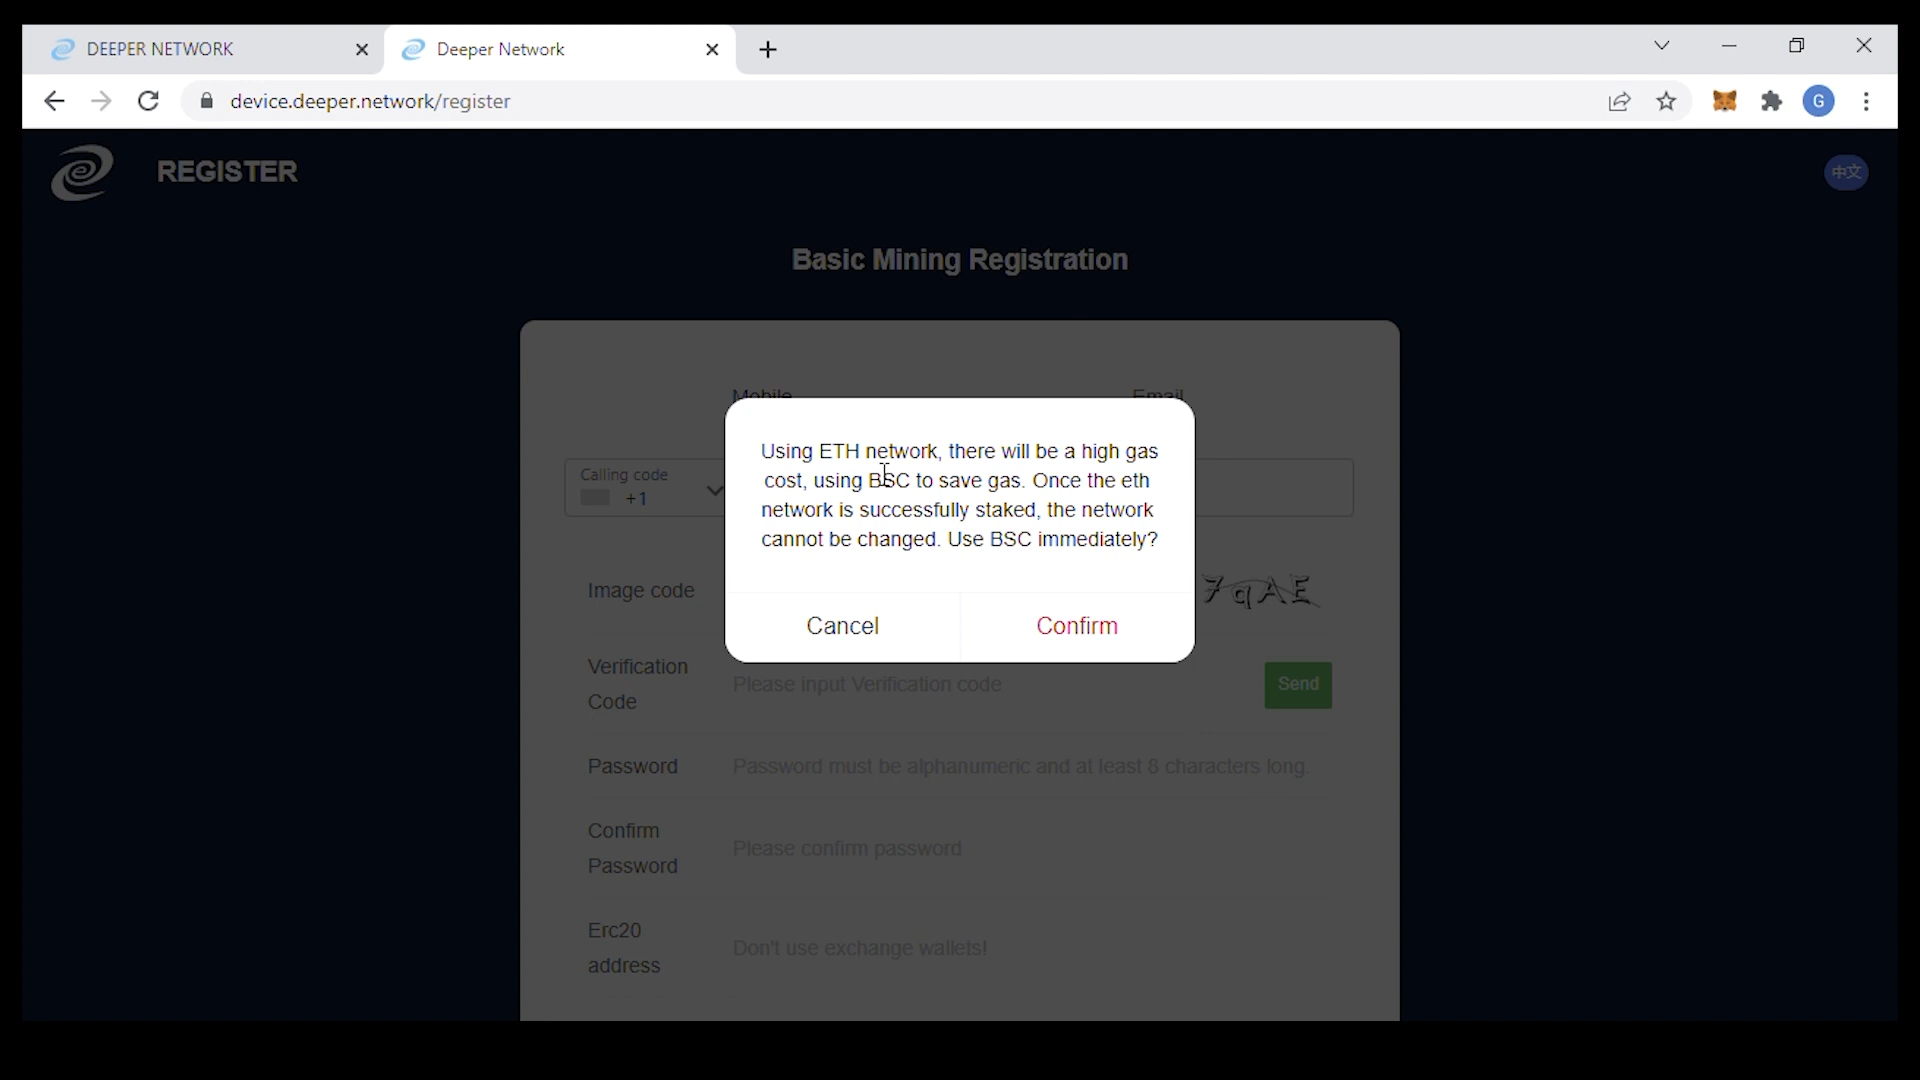 DEEPER NETWORK
Deeper Network
device.deeper.network/register
G
REGISTER
中文
Basic Mining Registration
Mobile
Email
Using ETH network, there will be a high gas
cost, using BSC to save gas. Once the eth
network is successfully staked, the network
cannot be changed. Use BSC immediately?
Cancel
Confirm
Calling code
+1
Image code
7qAE
Verification
Code
Please input Verification code
Send
Password
Password must be alphanumeric and at least 8 characters long.
Confirm
Password
Please confirm password
Erc20
address
Don't use exchange wallets!